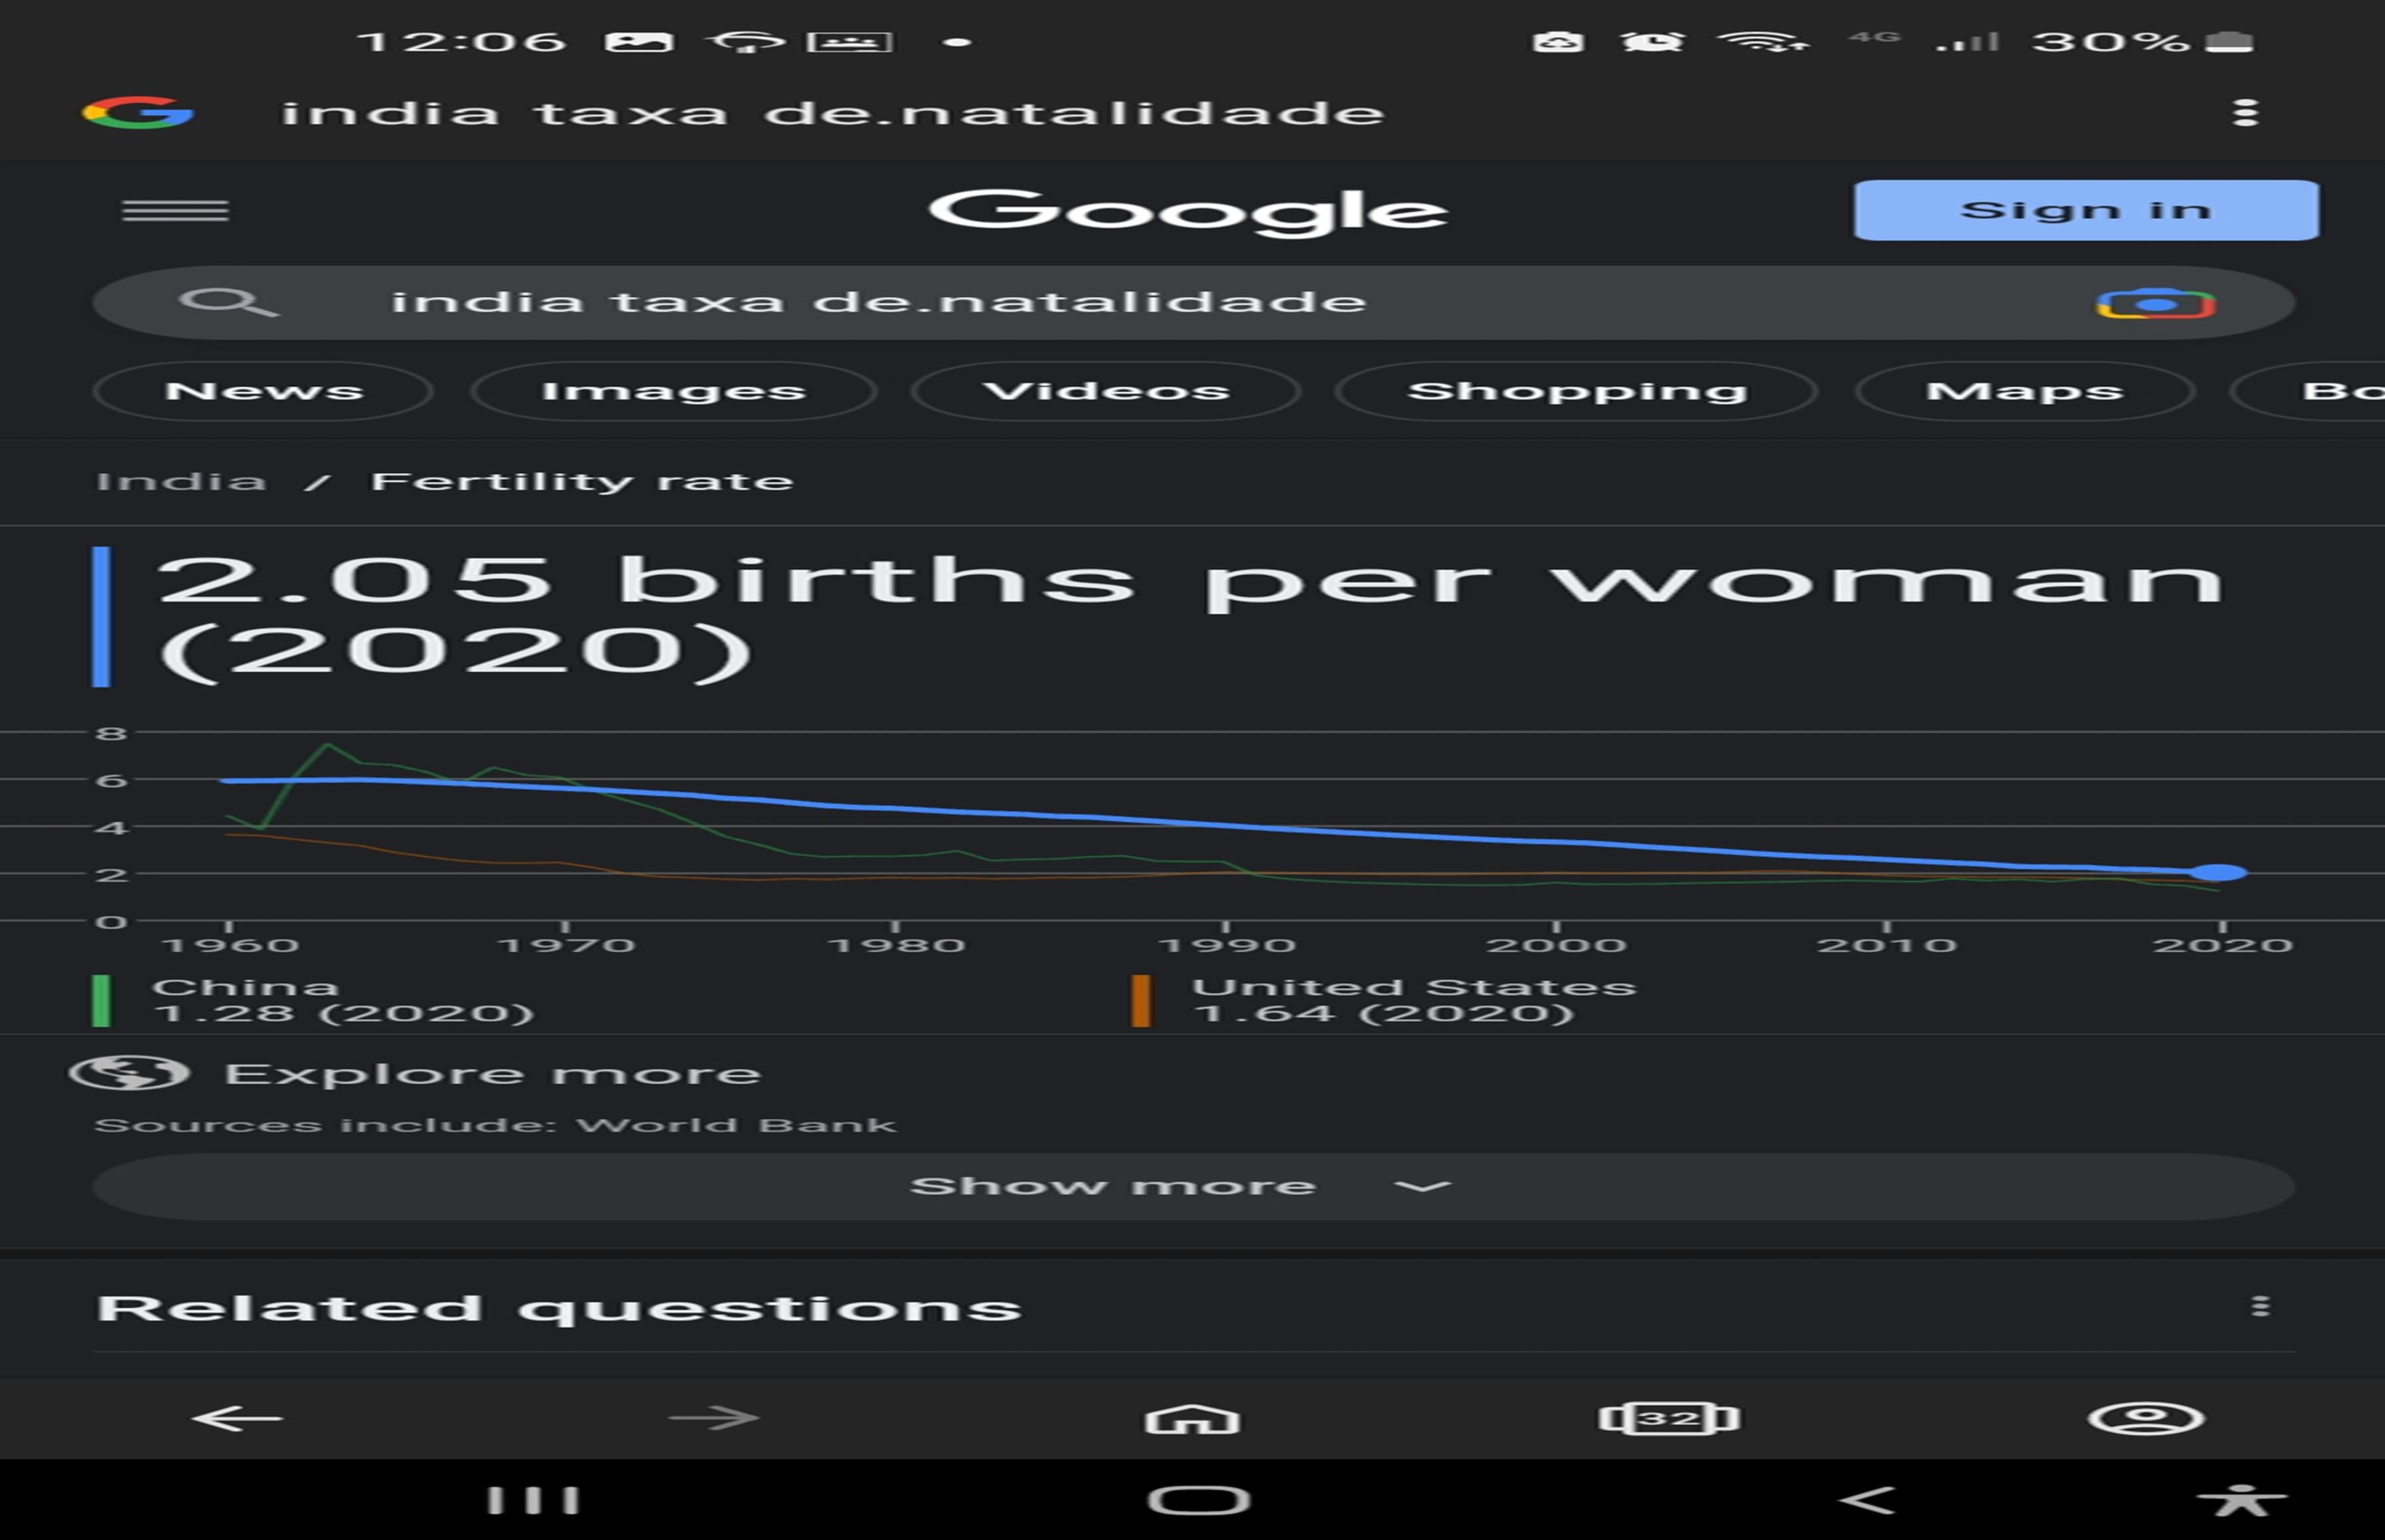 12:06 4G 30%
india taxa de.natalidade
Google Sign in
india taxa de.natalidade
News Images Videos Shopping Maps Bo
India / Fertility rate
2.05 births per woman
(2020)
8
6
4
2
0
1960 1970 1980 1990 2000 2010 2020
China United States
1.28 (2020) 1.64 (2020)
Explore more
Sources include: World Bank
Show more
Related questions
32